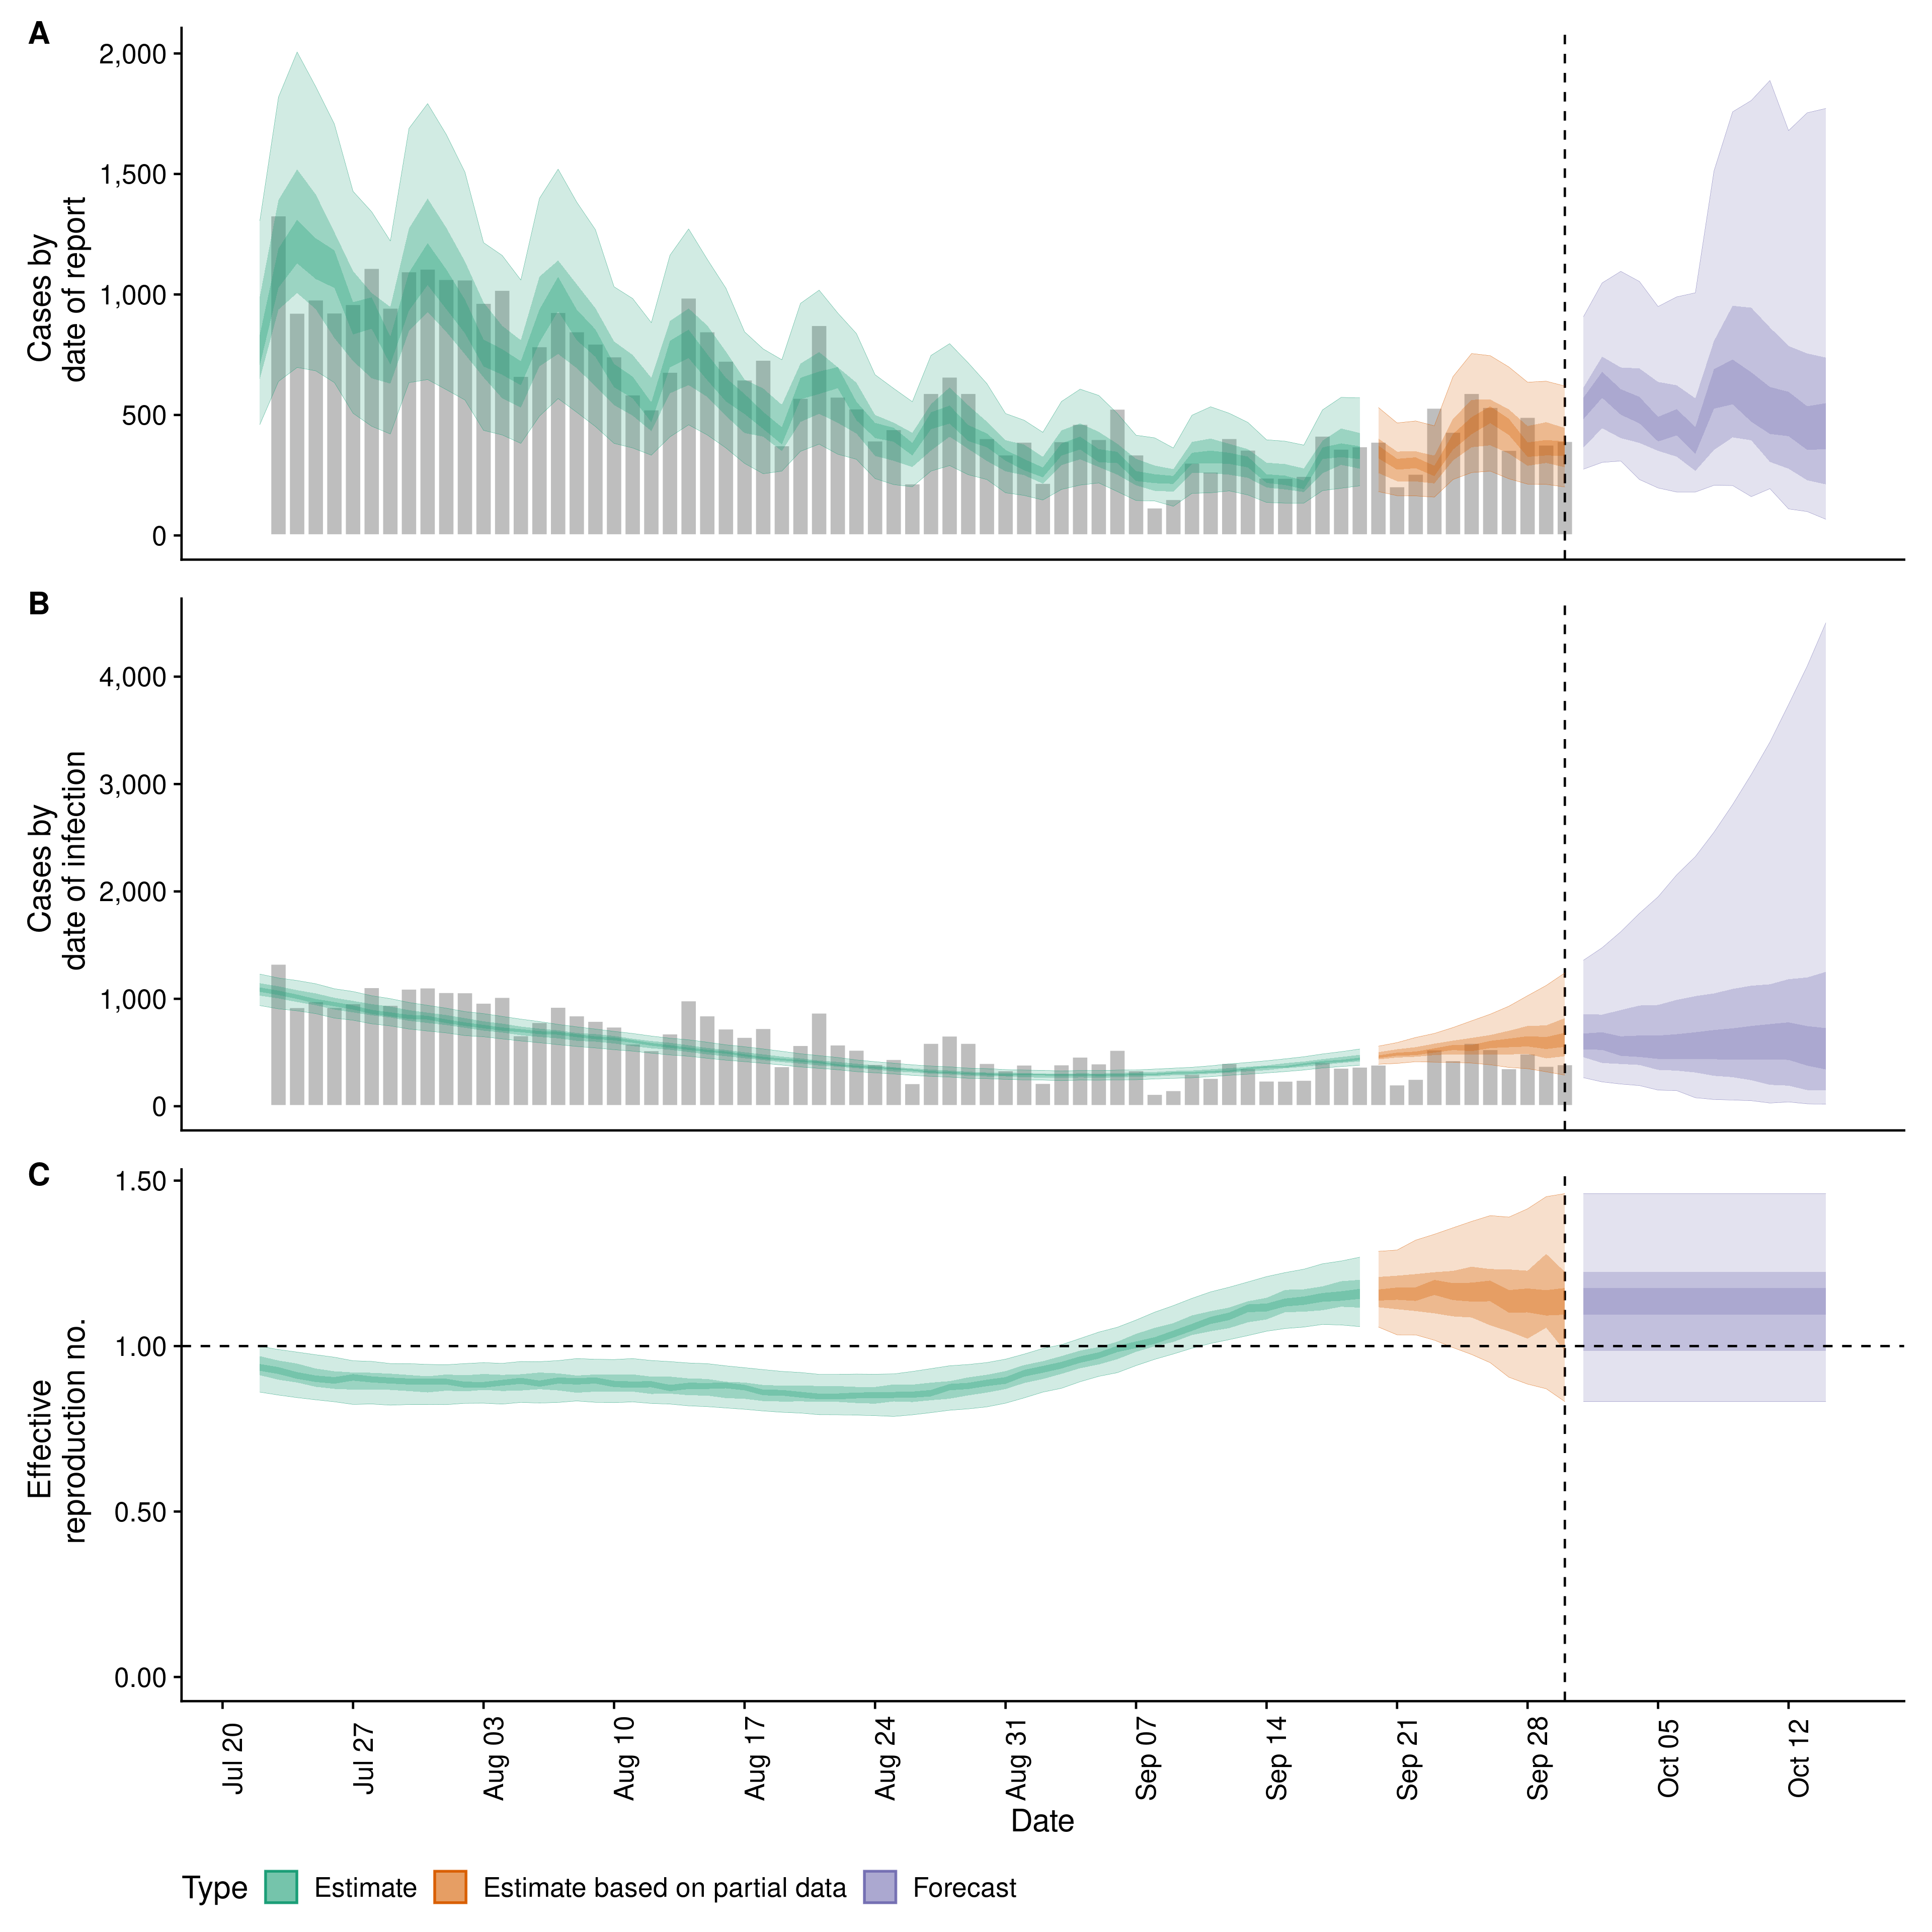 A
Cases by
date of report
2,000
1,500
1,000
500
0
B
Cases by
date of infection
4,000
3,000
2,000
1,000
0
C
Effective
reproduction no.
1.50
1.00
0.50
0.00
Jul 20
Jul 27
Aug 03
Aug 10
Aug 17
Aug 24
Aug 31
Sep 07
Sep 14
Sep 21
Sep 28
Oct 05
Oct 12
Date
Type
Estimate
Estimate based on partial data
Forecast